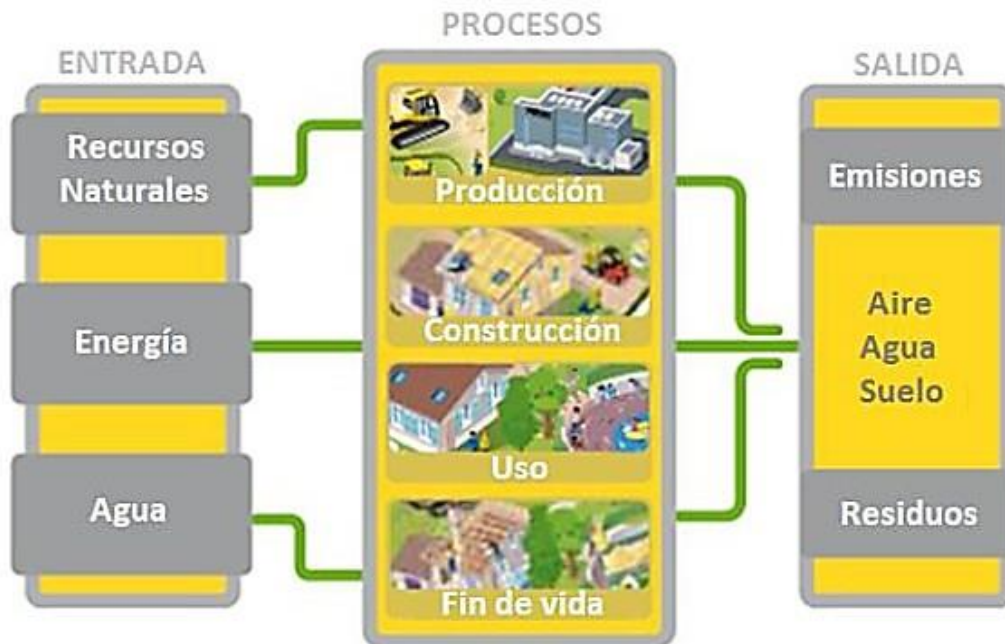 ENTRADA
Recursos
Naturales
Energía
Agua
PROCESOS
Producción
Construcción
Uso
Fin de vida
SALIDA
Emisiones
Aire
Agua
Suelo
Residuos